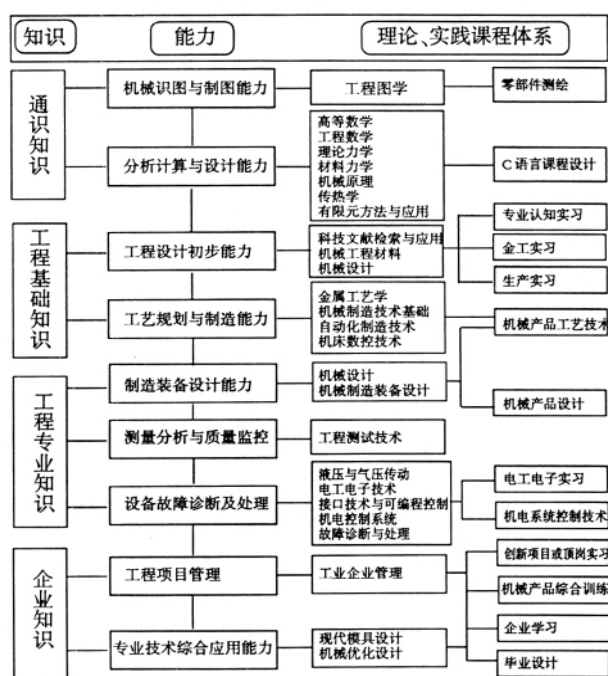 知识 能力 理论、实践课程体系
通识知识
机械识图与制图能力
工程图学
零部件测绘
分析计算与设计能力
高等数学
工程数学
理论力学
材料力学
机械原理
传热学
有限元方法与应用
C语言课程设计
工程基础知识
工程设计初步能力
科技文献检索与应用
机械工程材料
机械设计
专业认知实习
金工实习
生产实习
工艺规划与制造能力
金属工艺学
机械制造技术基础
自动化制造技术
机床数控技术
机械产品工艺技术
工程专业知识
制造装备设计能力
机械设计
机械制造装备设计
机械产品设计
测量分析与质量监控
工程测试技术
设备故障诊断及处理
液压与气压传动
电工电子技术
接口技术与可编程控制
机电控制系统
故障诊断与处理
电工电子实习
机电系统控制技术
企业知识
工程项目管理
工业企业管理
创新项目或顶岗实习
机械产品综合训练
专业技术综合应用能力
现代模具设计
机械优化设计
企业学习
毕业设计